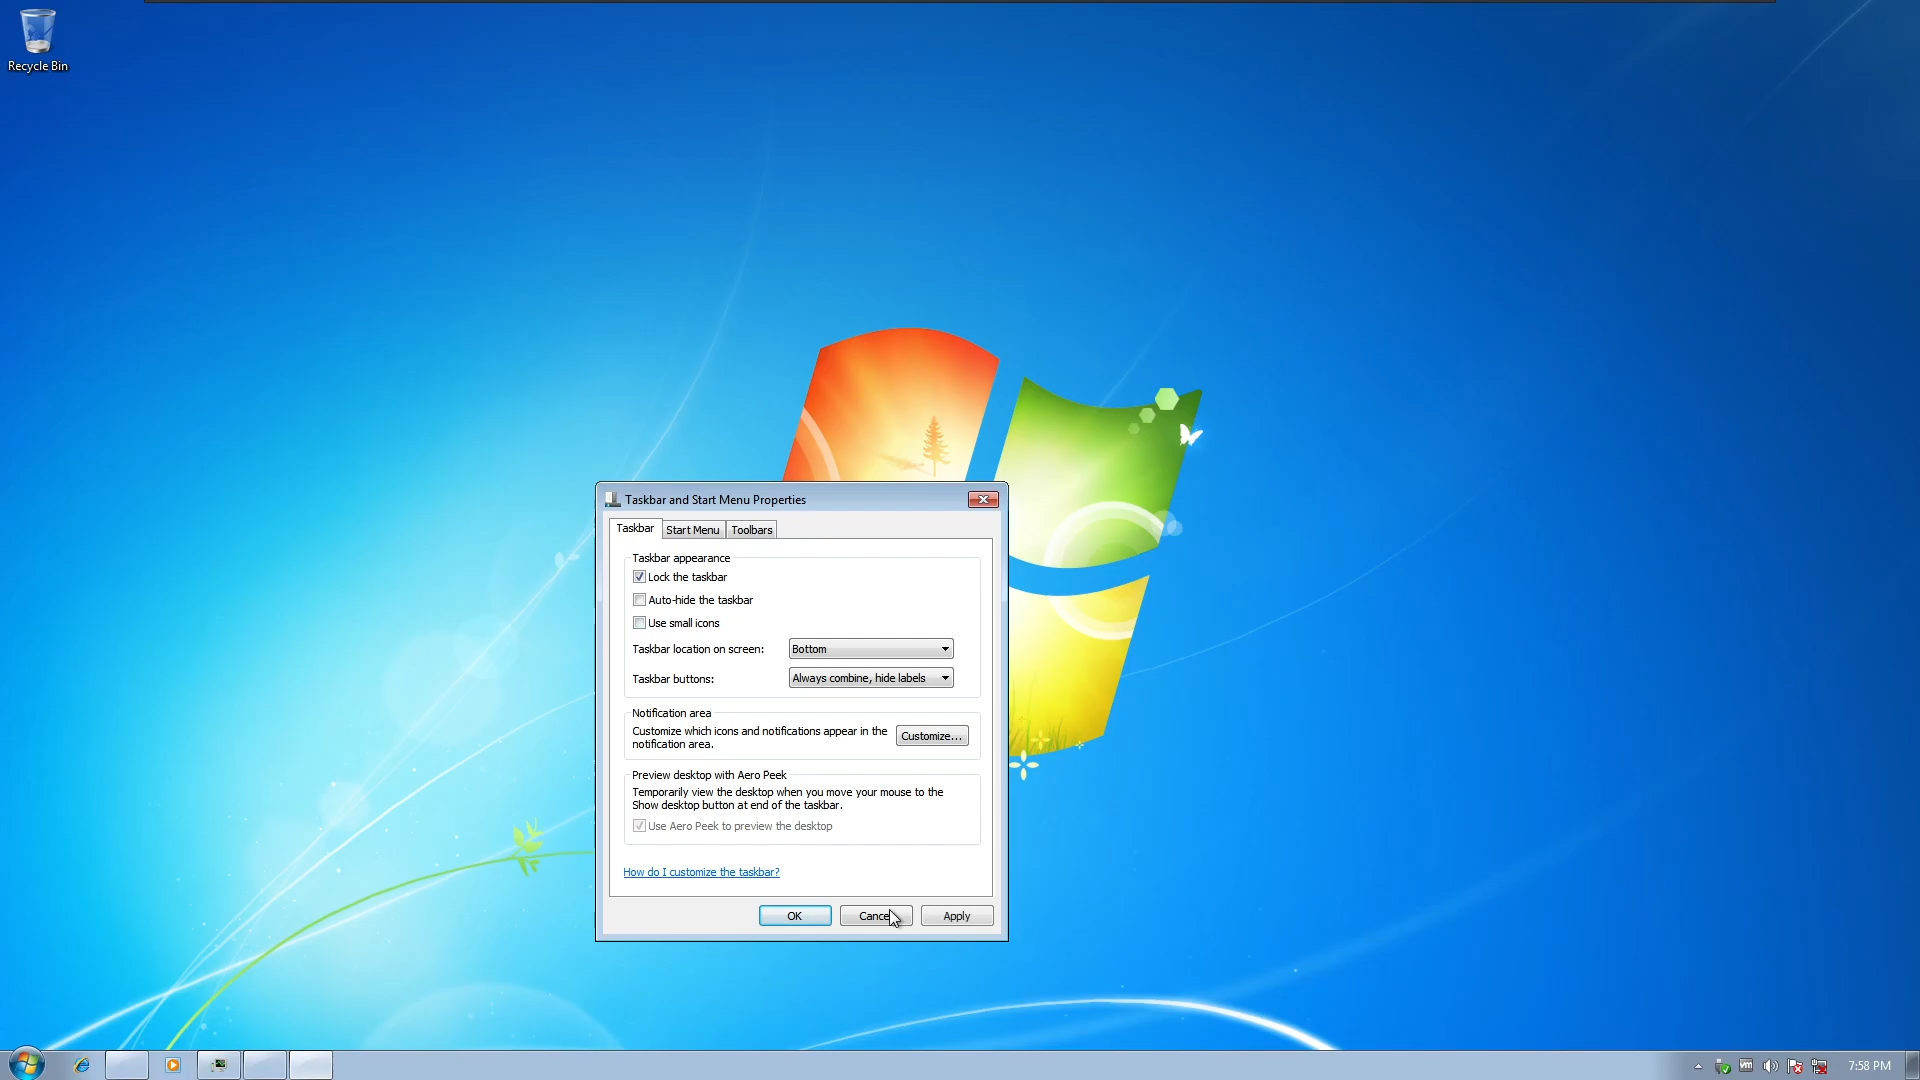 Recycle Bin
Taskbar and Start Menu Properties
Taskbar
Start Menu
Toolbars
Taskbar appearance
Lock the taskbar
Auto-hide the taskbar
Use small icons
Taskbar location on screen:
Bottom
Taskbar buttons:
Always combine, hide labels
Notification area
Customize which icons and notifications appear in the
notification area.
Customize...
Preview desktop with Aero Peek
Temporarily view the desktop when you move your mouse to the
Show desktop button at end of the taskbar.
Use Aero Peek to preview the desktop
How do I customize the taskbar?
OK
Cancel
Apply
vm
7:58 PM